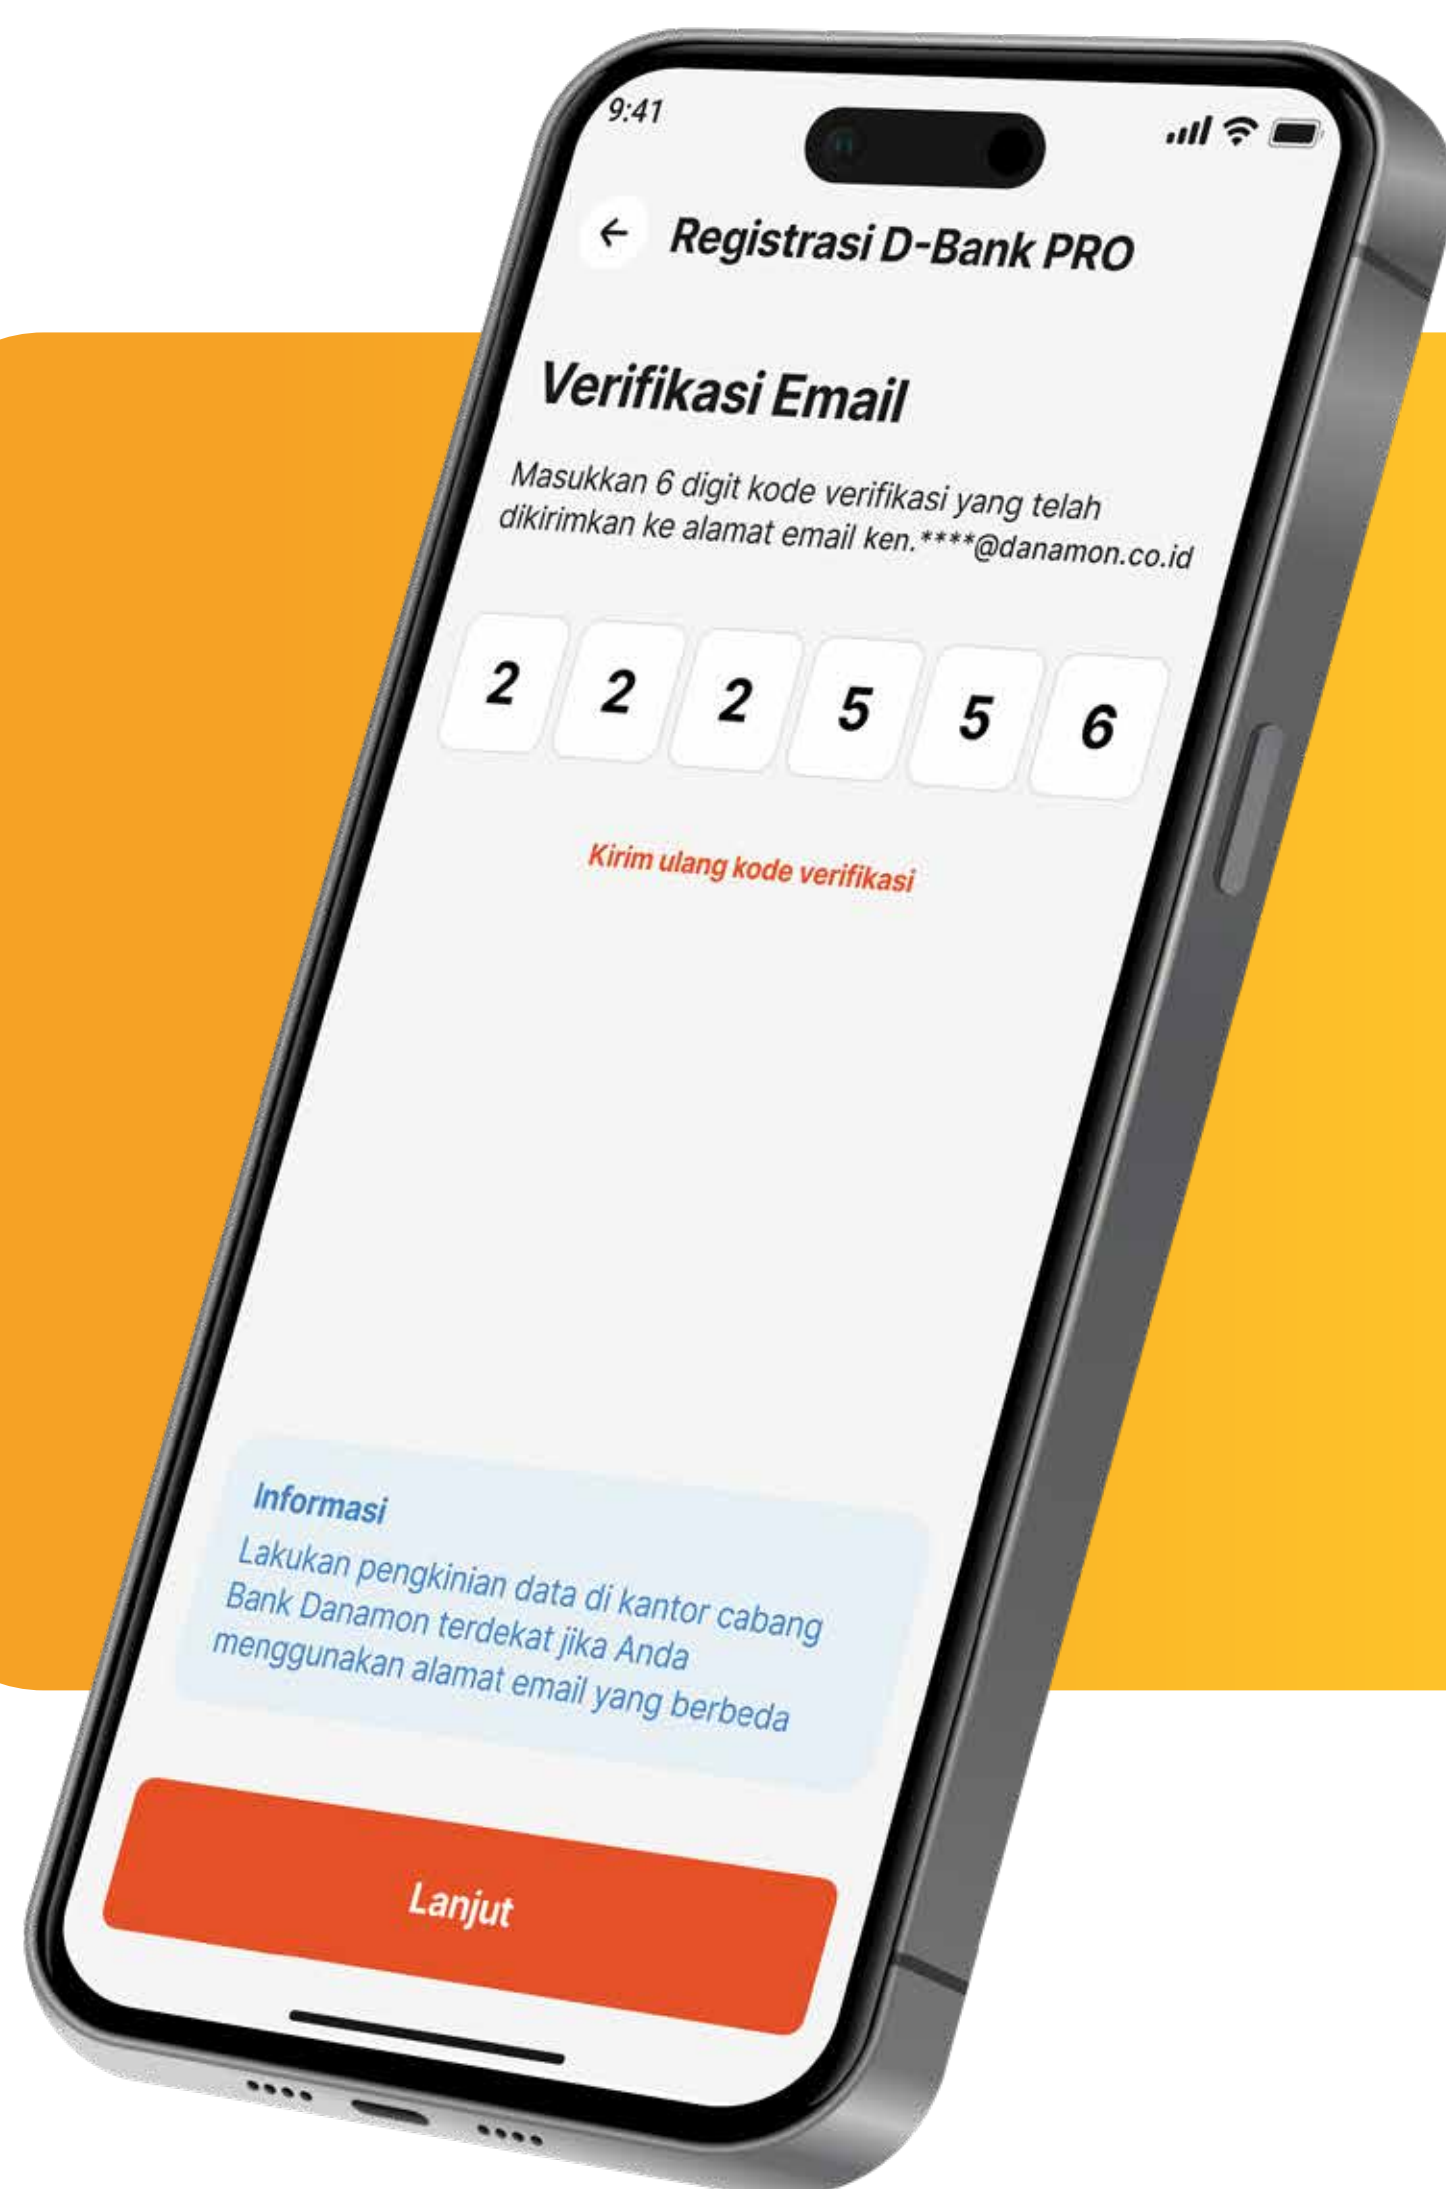 9:41
Registrasi D-Bank PRO
Verifikasi Email
Masukkan 6 digit kode verifikasi yang telah
dikirimkan ke alamat email ken.****@danamon.co.id
2 2 2 5 5 6
Kirim ulang kode verifikasi
Informasi
Lakukan pengkinian data di kantor cabang
Bank Danamon terdekat jika Anda
menggunakan alamat email yang berbeda
Lanjut